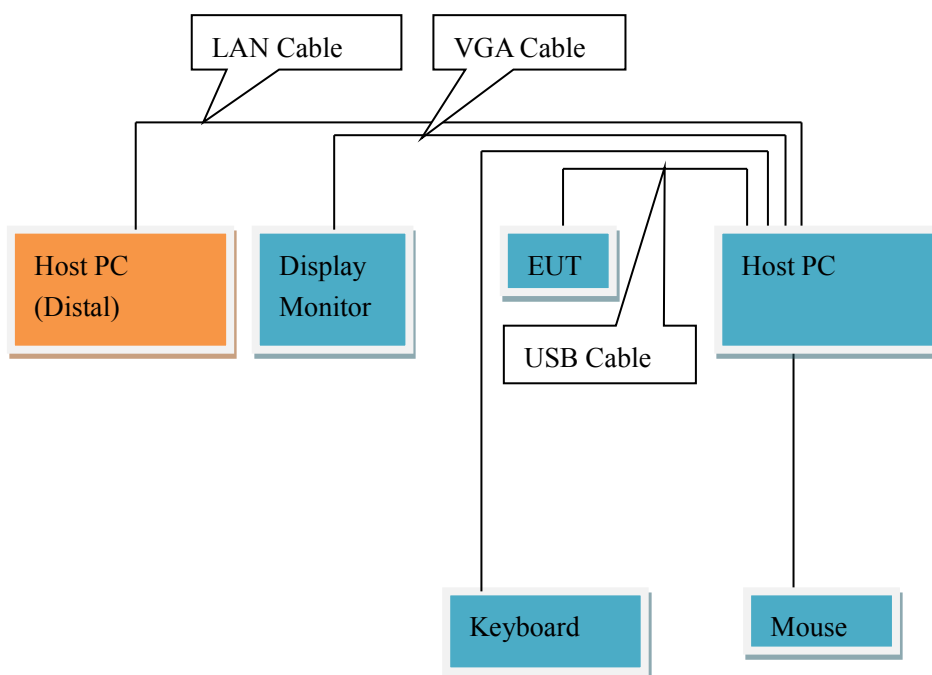 LAN Cable
VGA Cable
Host PC
(Distal)
Display
Monitor
EUT
Host PC
USB Cable
Keyboard
Mouse